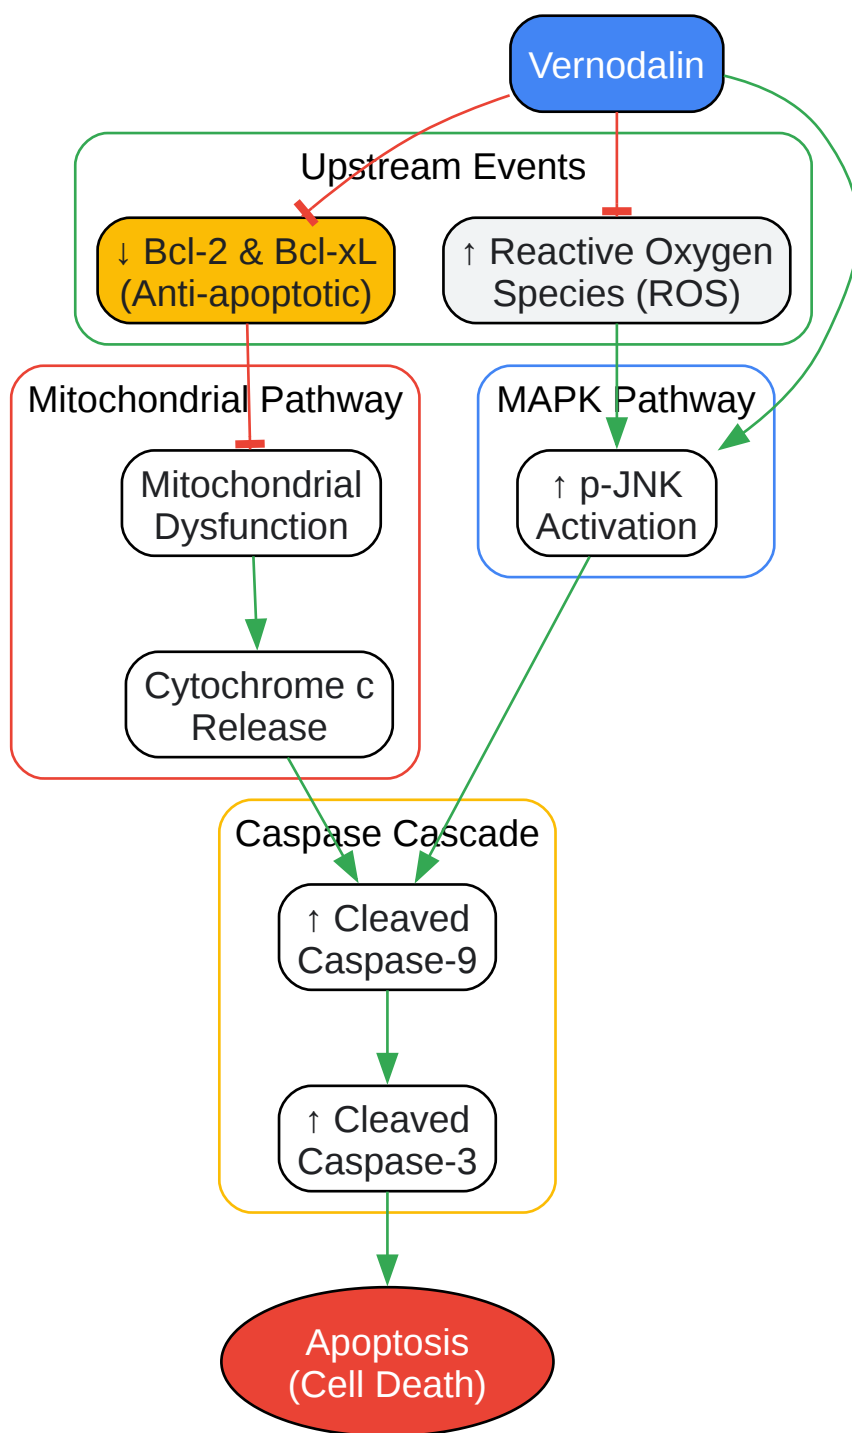 Vernodalin
Upstream Events
↓ Bcl-2 & Bcl-xL
(Anti-apoptotic)
↑ Reactive Oxygen
Species (ROS)
Mitochondrial Pathway
MAPK Pathway
Mitochondrial
Dysfunction
↑ p-JNK
Activation
Cytochrome c
Release
Caspase Cascade
↑ Cleaved
Caspase-9
↑ Cleaved
Caspase-3
Apoptosis
(Cell Death)